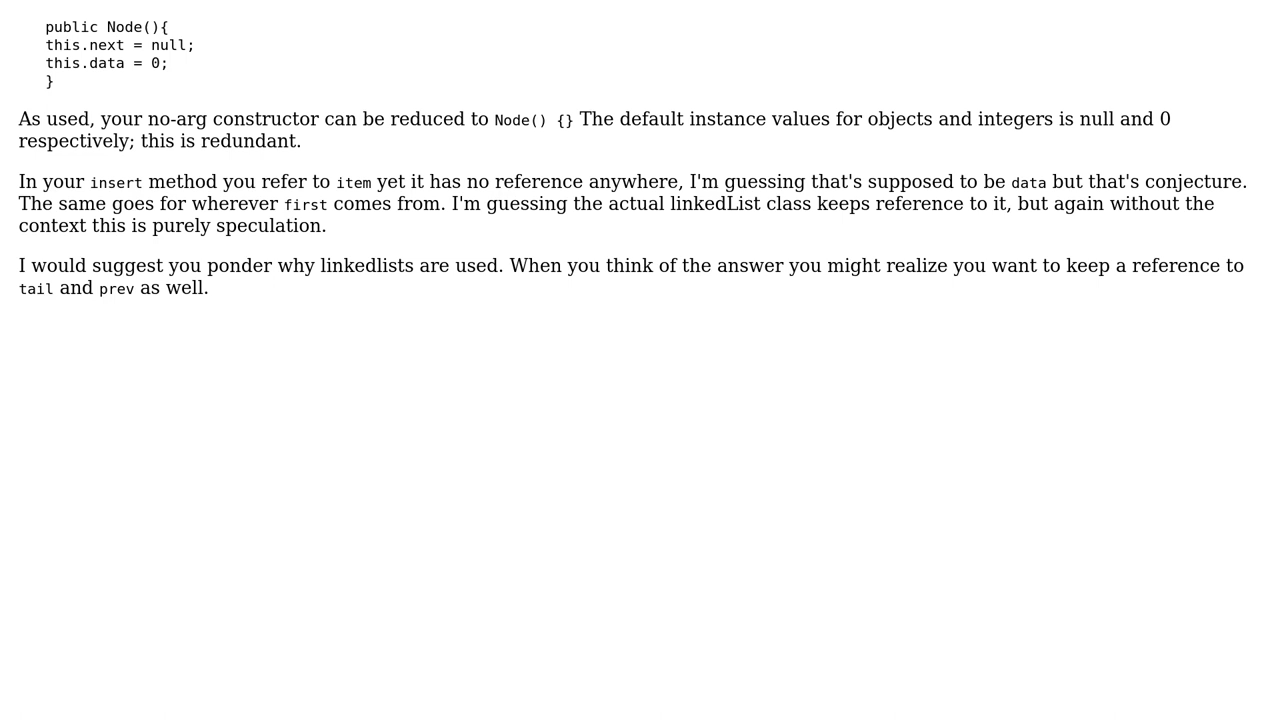 public Node(){
this.next = null;
this.data = 0;
}
As used, your no-arg constructor can be reduced to Node() {} The default instance values for objects and integers is null and 0
respectively; this is redundant.
In your insert method you refer to item yet it has no reference anywhere, I'm guessing that's supposed to be data but that's conjecture.
The same goes for wherever first comes from. I'm guessing the actual linkedList class keeps reference to it, but again without the
context this is purely speculation.
I would suggest you ponder why linkedlists are used. When you think of the answer you might realize you want to keep a reference to
tail and prev as well.